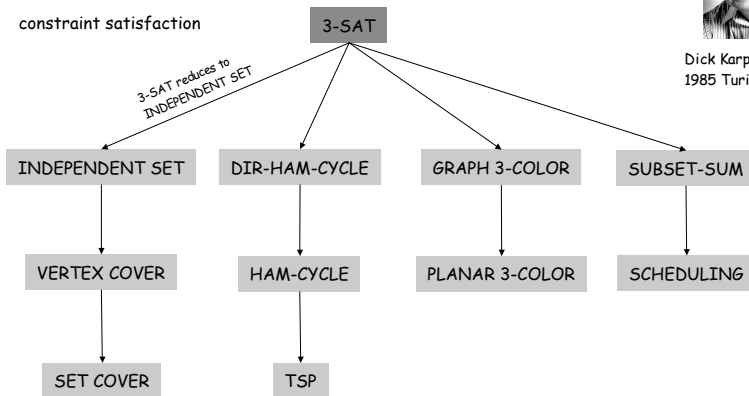 constraint satisfaction
3-SAT
Dick Karp
1985 Turi
3-SAT reduces to
INDEPENDENT SET
INDEPENDENT SET
DIR-HAM-CYCLE
GRAPH 3-COLOR
SUBSET-SUM
VERTEX COVER
HAM-CYCLE
PLANAR 3-COLOR
SCHEDULING
SET COVER
TSP